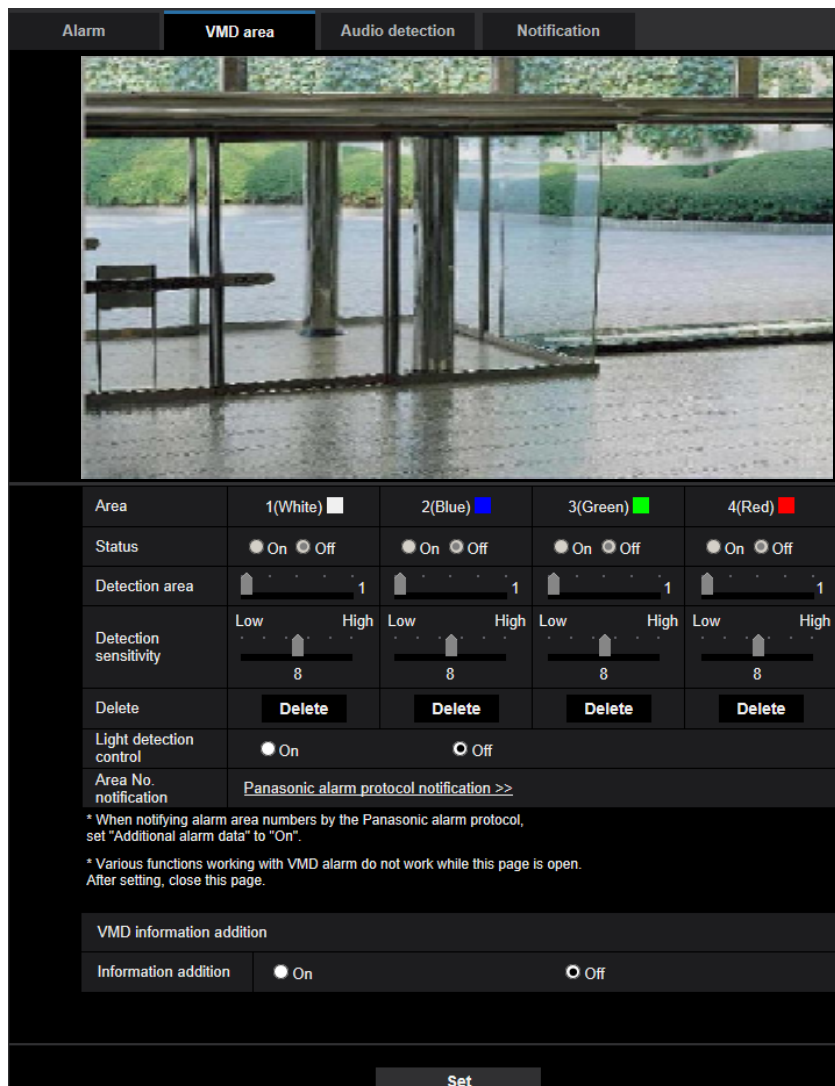 Alarm VMD area Audio detection Notification
Area 1(White) 2(Blue) 3(Green) 4(Red)
Status On Off On Off On Off On Off
Detection area 1 1 1 1
Low High Low High Low High Low High
Detection
sensitivity
8 8 8 8
Delete Delete Delete Delete Delete
Light detection
control
On Off
Area No.
notification
Panasonic alarm protocol notification >>
* When notifying alarm area numbers by the Panasonic alarm protocol,
set "Additional alarm data" to "On".
* Various functions working with VMD alarm do not work while this page is open.
After setting, close this page.
VMD information addition
Information addition On Off
Set